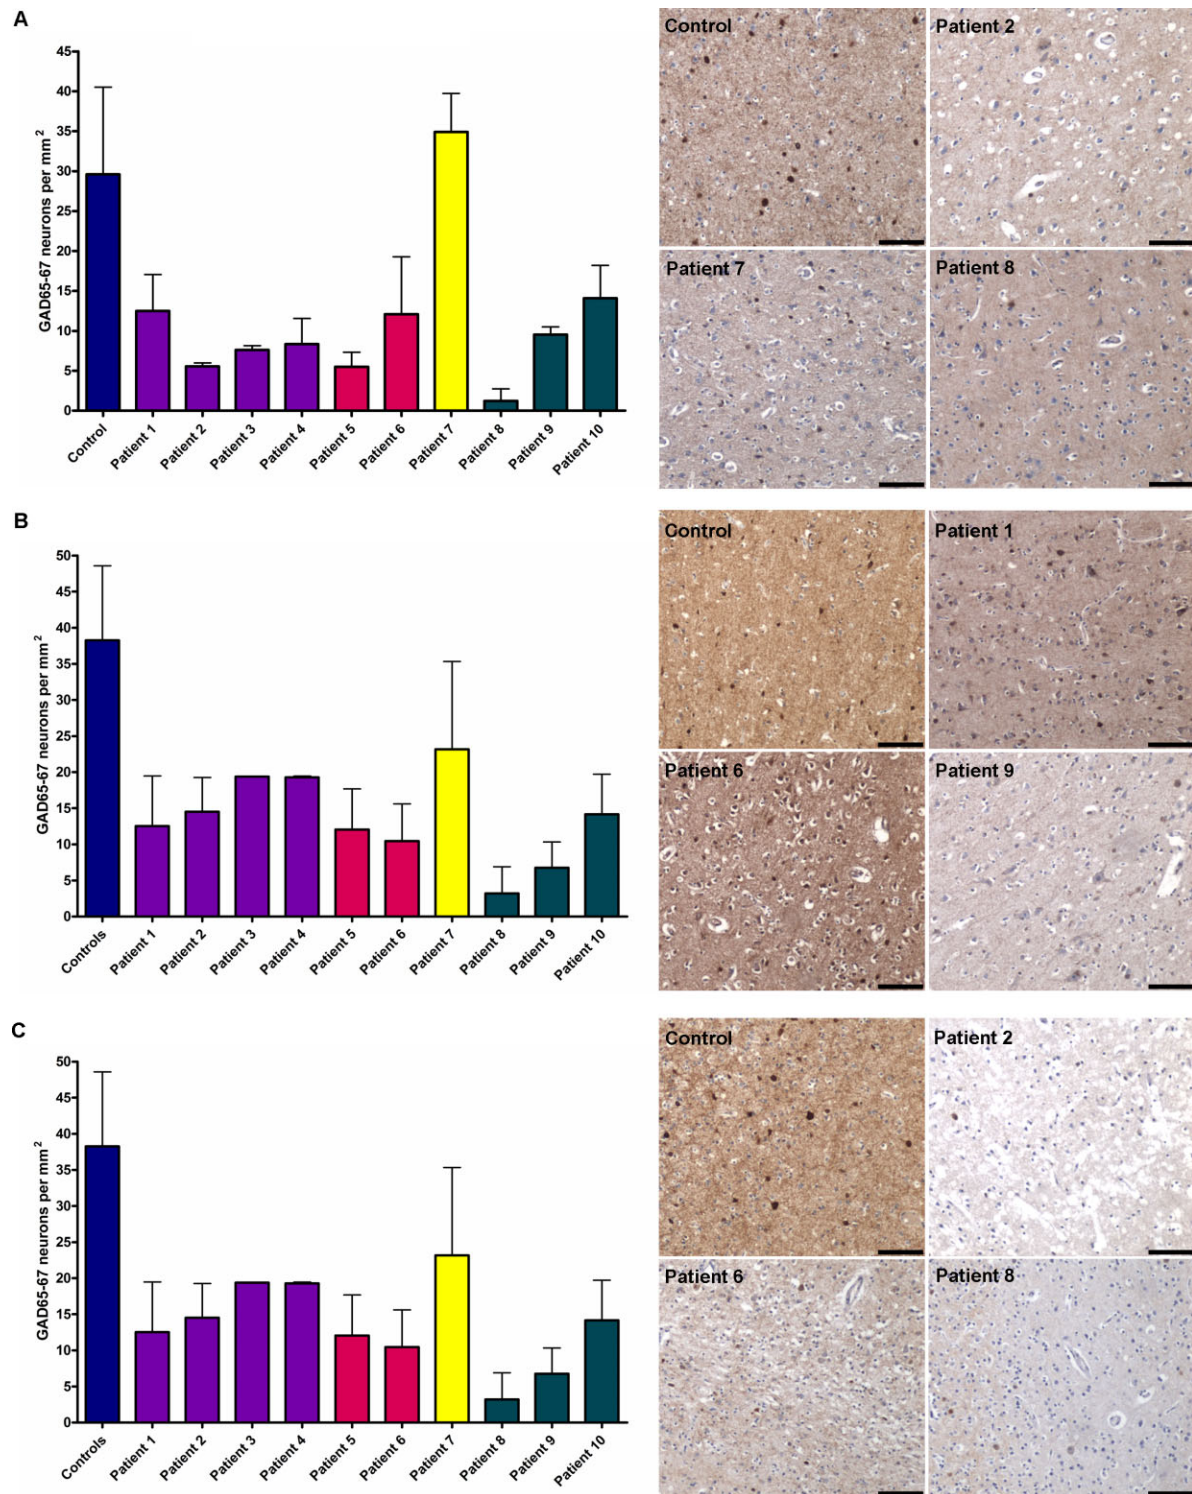 A
GAD65-67 neurons per mm²
45
40
35
30
25
20
15
10
5
0
Control
Patient 1
Patient 2
Patient 3
Patient 4
Patient 5
Patient 6
Patient 7
Patient 8
Patient 9
Patient 10
Control
Patient 2
Patient 7
Patient 8
B
GAD65-67 neurons per mm²
50
45
40
35
30
25
20
15
10
5
0
Controls
Patient 1
Patient 2
Patient 3
Patient 4
Patient 5
Patient 6
Patient 7
Patient 8
Patient 9
Patient 10
Control
Patient 1
Patient 6
Patient 9
C
GAD65-67 neurons per mm²
50
45
40
35
30
25
20
15
10
5
0
Controls
Patient 1
Patient 2
Patient 3
Patient 4
Patient 5
Patient 6
Patient 7
Patient 8
Patient 9
Patient 10
Control
Patient 2
Patient 6
Patient 8